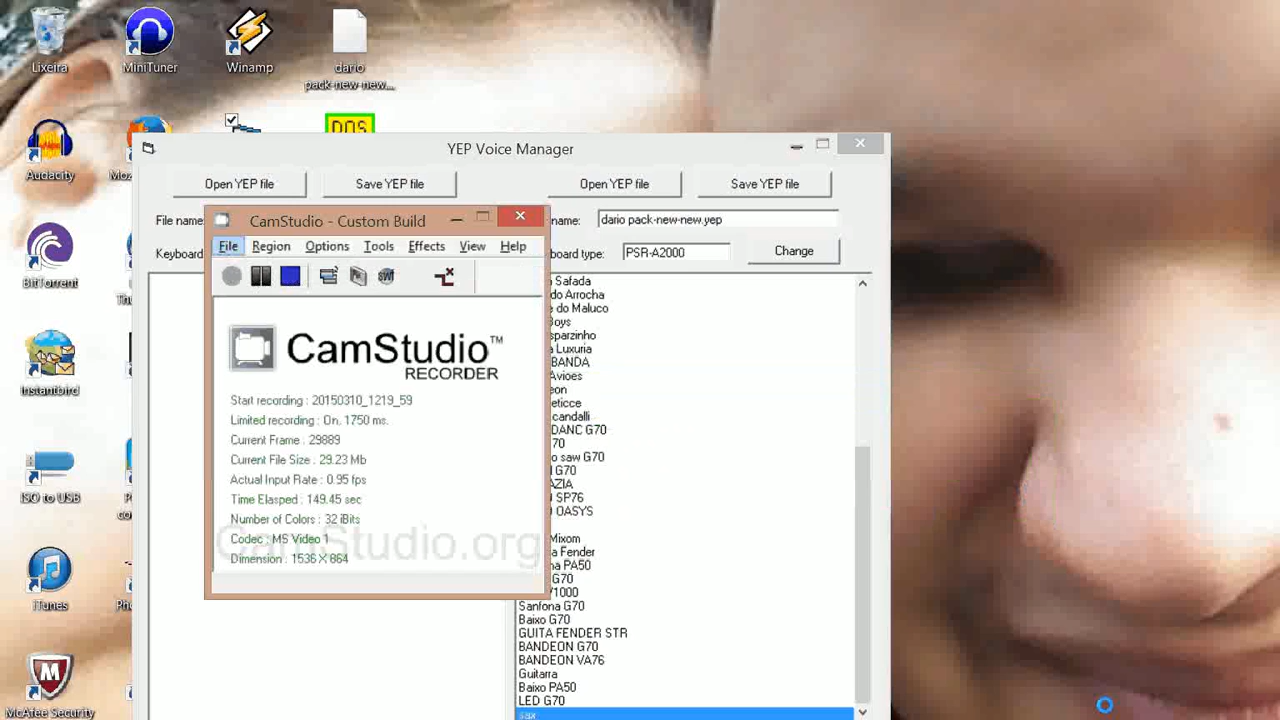 Lixeira
MiniTuner
Winamp
dario
pack-new-new...
Audacity
BitTorrent
Instantbird
ISO to USB
iTunes
McAfee Security
DOS
YEP Voice Manager
Open YEP file
Save YEP file
Open YEP file
Save YEP file
File name:
name:
dario pack-new-new.yep
Keyboard
board type:
PSR-A2000
Change
CamStudio - Custom Build
File
Region
Options
Tools
Effects
View
Help
CamStudio™
RECORDER
Start recording : 20150310_1219_59
Limited recording : On. 1750 ms.
Current Frame : 29889
Current File Size : 29.23 Mb
Actual Input Rate : 0.95 fps
Time Elasped : 149.45 sec
Number of Colors : 32 iBits
Codec : MS Video 1
Dimension : 1536 X 864
CamStudio.org
Safada
do Arrocha
e do Maluco
Boys
sparzinho
Luxuria
BANDA
Avioes
eon
eticce
candalli
DANC G70
70
o saw G70
G70
AZIA
SP76
OASYS
Mixom
a Fender
na PA50
G70
V1000
Sanfona G70
Baixo G70
GUITA FENDER STR
BANDEON G70
BANDEON VA76
Guitarra
Baixo PA50
LED G70
sax